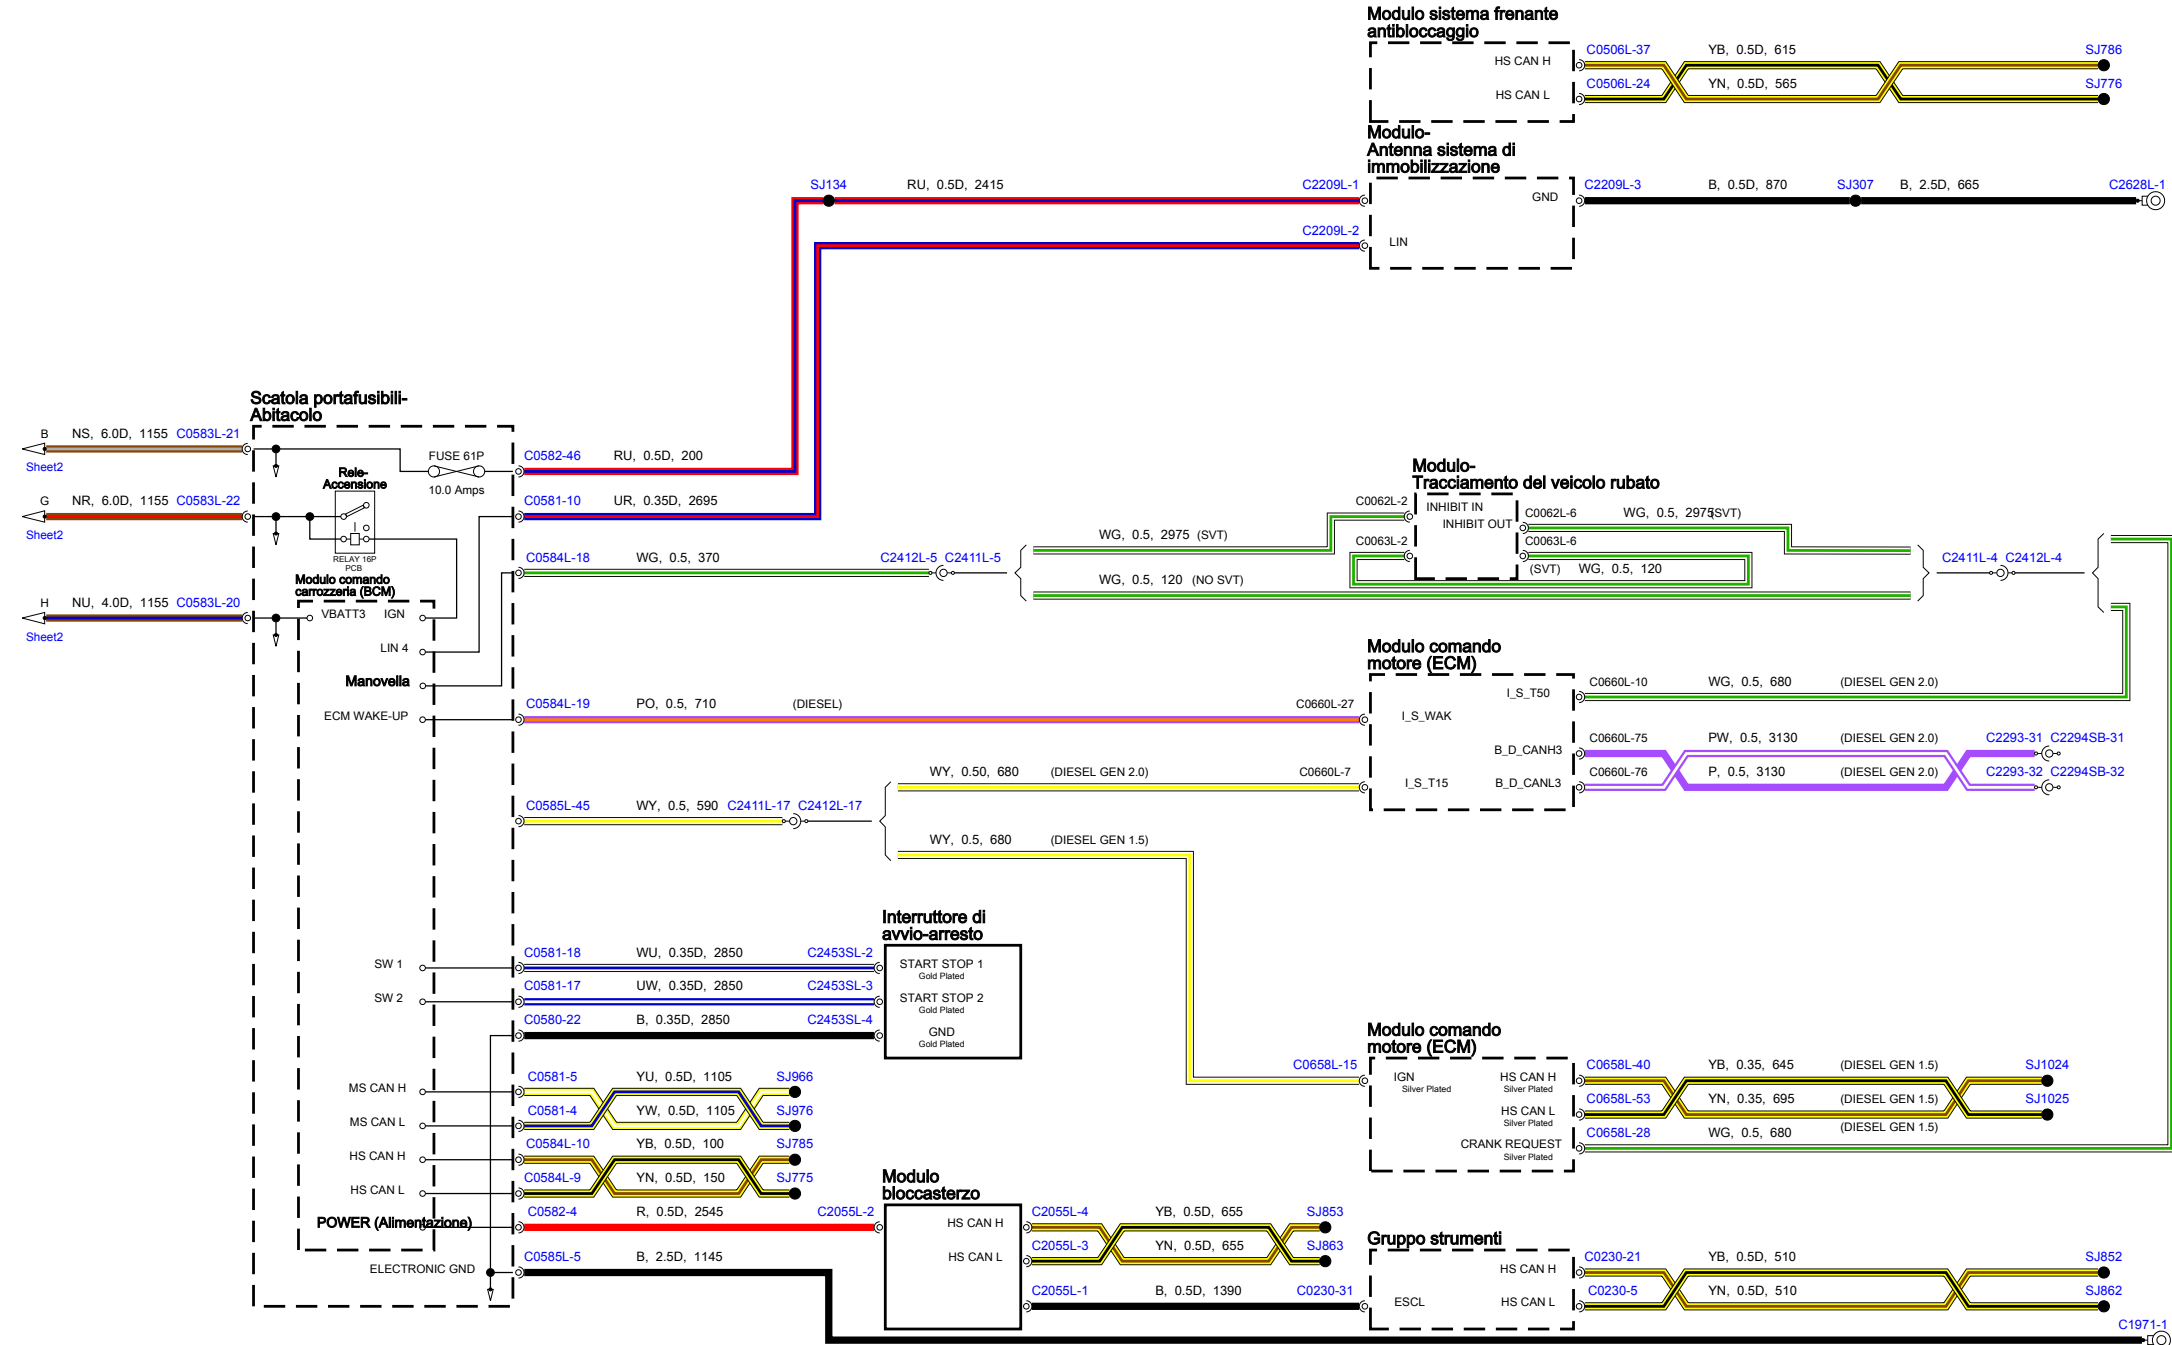 Modulo sistema frenante
antibloccaggio
HS CAN H
HS CAN L
C0506L-37 YB, 0.5D, 615 SJ786
C0506L-24 YN, 0.5D, 565 SJ776
Modulo-
Antenna sistema di
immobilizzazione
SJ134 RU, 0.5D, 2415 C2209L-1
GND
C2209L-3 B, 0.5D, 870 SJ307 B, 2.5D, 665 C2628L-1
C2209L-2
LIN
Scatola portafusibili-
Abitacolo
B NS, 6.0D, 1155 C0583L-21
Sheet2
FUSE 61P
10.0 Amps
C0582-46 RU, 0.5D, 200
Rele-
Accensione
G NR, 6.0D, 1155 C0583L-22
Sheet2
C0581-10 UR, 0.35D, 2695
RELAY 16P
PCB
Modulo comando
carrozzeria (BCM)
C0584L-18 WG, 0.5, 370 C2412L-5 C2411L-5
WG, 0.5, 2975 (SVT)
WG, 0.5, 120 (NO SVT)
Modulo-
Tracciamento del veicolo rubato
C0062L-2 INHIBIT IN
INHIBIT OUT C0062L-6 WG, 0.5, 2975(SVT)
C0063L-2 C0063L-6
(SVT) WG, 0.5, 120
C2411L-4 C2412L-4
H NU, 4.0D, 1155 C0583L-20
Sheet2
VBATT3 IGN
LIN 4
Manovella
ECM WAKE-UP
C0584L-19 PO, 0.5, 710 (DIESEL) C0660L-27
Modulo comando
motore (ECM)
I_S_T50
C0660L-10 WG, 0.5, 680 (DIESEL GEN 2.0)
I_S_WAK
B_D_CANH3
C0660L-75 PW, 0.5, 3130 (DIESEL GEN 2.0) C2293-31 C2294SB-31
I_S_T15 B_D_CANL3
C0660L-76 P, 0.5, 3130 (DIESEL GEN 2.0) C2293-32 C2294SB-32
WY, 0.50, 680 (DIESEL GEN 2.0) C0660L-7
C0585L-45 WY, 0.5, 590 C2411L-17 C2412L-17
WY, 0.5, 680 (DIESEL GEN 1.5)
Interruttore di
avvio-arresto
SW 1
C0581-18 WU, 0.35D, 2850 C2453SL-2
START STOP 1
Gold Plated
SW 2
C0581-17 UW, 0.35D, 2850 C2453SL-3
START STOP 2
Gold Plated
C0580-22 B, 0.35D, 2850 C2453SL-4
GND
Gold Plated
Modulo comando
motore (ECM)
C0658L-15
IGN
Silver Plated
HS CAN H
Silver Plated
C0658L-40 YB, 0.35, 645 (DIESEL GEN 1.5) SJ1024
HS CAN L
Silver Plated
C0658L-53 YN, 0.35, 695 (DIESEL GEN 1.5) SJ1025
CRANK REQUEST
Silver Plated
C0658L-28 WG, 0.5, 680 (DIESEL GEN 1.5)
MS CAN H
C0581-5 YU, 0.5D, 1105 SJ966
MS CAN L
C0581-4 YW, 0.5D, 1105 SJ976
HS CAN H
C0584L-10 YB, 0.5D, 100 SJ785
HS CAN L
C0584L-9 YN, 0.5D, 150 SJ775
POWER (Alimentazione)
C0582-4 R, 0.5D, 2545 C2055L-2
ELECTRONIC GND
C0585L-5 B, 2.5D, 1145
Modulo
bloccasterzo
HS CAN H
C2055L-4 YB, 0.5D, 655 SJ853
HS CAN L
C2055L-3 YN, 0.5D, 655 SJ863
C2055L-1 B, 0.5D, 1390 C0230-31
Gruppo strumenti
HS CAN H
C0230-21 YB, 0.5D, 510 SJ852
ESCL HS CAN L
C0230-5 YN, 0.5D, 510 SJ862
C1971-1